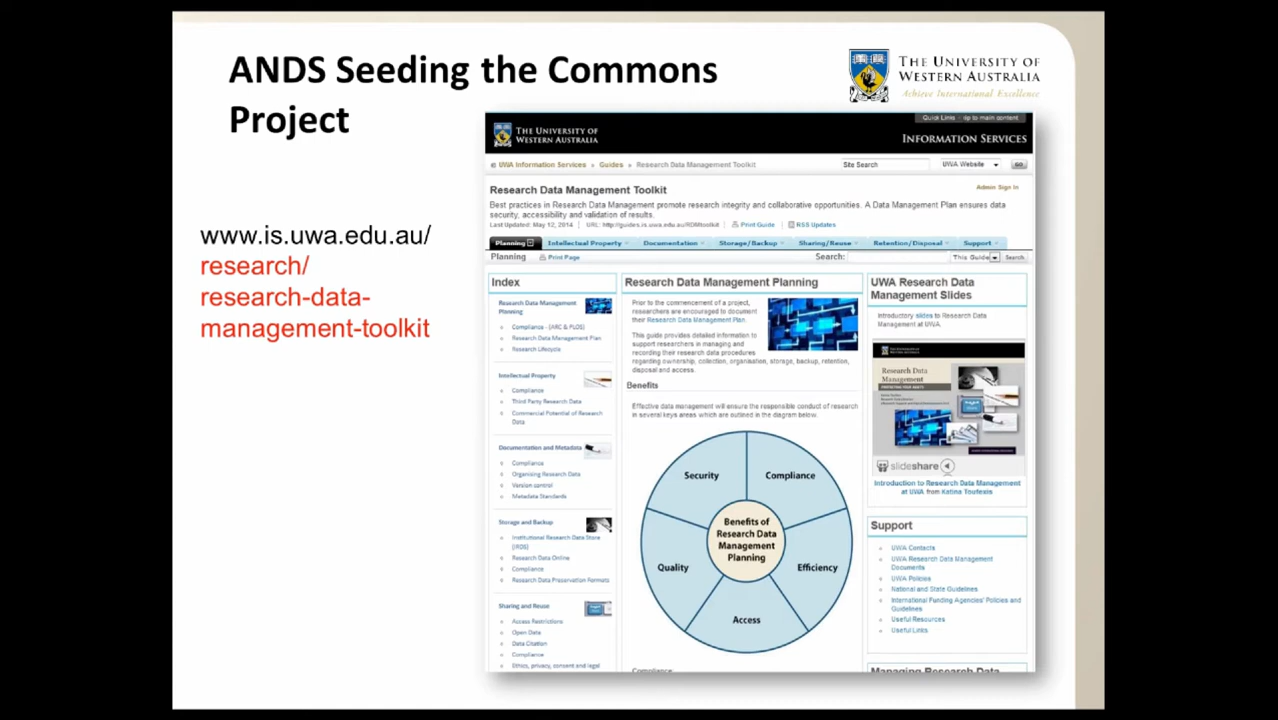 ANDS Seeding the Commons
Project
THE UNIVERSITY OF
WESTERN AUSTRALIA
Achieve International Excellence
www.is.uwa.edu.au/
research/
research-data-
management-toolkit
THE UNIVERSITY OF
WESTERN AUSTRALIA
Quick Links
to main content
INFORMATION SERVICES
UWA Information Services » Guides » Research Data Management Toolkit
Site Search
UWA Website
GO
Research Data Management Toolkit
Admin Sign In
Best practices in Research Data Management promote research integrity and collaborative opportunities. A Data Management Plan ensures data
security, accessibility and validation of results.
Last Updated: May 12, 2014 | URL: http://guides.is.uwa.edu.au/RDMtoolkit | Print Guide | RSS Updates
Planning Intellectual Property Documentation Storage/Backup Sharing/Reuse Retention/Disposal Support
Planning Print Page Search: This Guide Search
Index
Research Data Management
Planning
Compliance - (ARC & PLOS)
Research Data Management Plan
Research Lifecycle
Intellectual Property
Compliance
Third Party Research Data
Commercial Potential of Research
Data
Documentation and Metadata
Compliance
Organizing Research Data
Version control
Metadata Standards
Storage and Backup
Institutional Research Data Store
(IRDS)
Research Data Online
Compliance
Research Data Preservation Formats
Sharing and Reuse
Access Restrictions
Open Data
Data Citation
Compliance
Ethics, privacy, consent and legal
Research Data Management Planning
Prior to the commencement of a project,
researchers are encouraged to document
their Research Data Management Plan.
This guide provides detailed information to
support researchers in managing and
recording their research data procedures
regarding ownership, collection, organisation, storage, backup, retention,
disposal and access.
Benefits
Effective data management will ensure the responsible conduct of research
in several keys areas which are outlined in the diagram below.
Security
Compliance
Benefits of
Research Data
Management
Planning
Quality
Efficiency
Access
Compliance:
UWA Research Data
Management Slides
Introductory slides to Research Data
Management at UWA.
Research Data
Management
slideshare
Introduction to Research Data Management
at UWA from Katina Toufexis
Support
UWA Contacts
UWA Research Data Management
Documents
UWA Policies
National and State Guidelines
International Funding Agencies' Policies and
Guidelines
Useful Resources
Useful Links
Managing Research Data